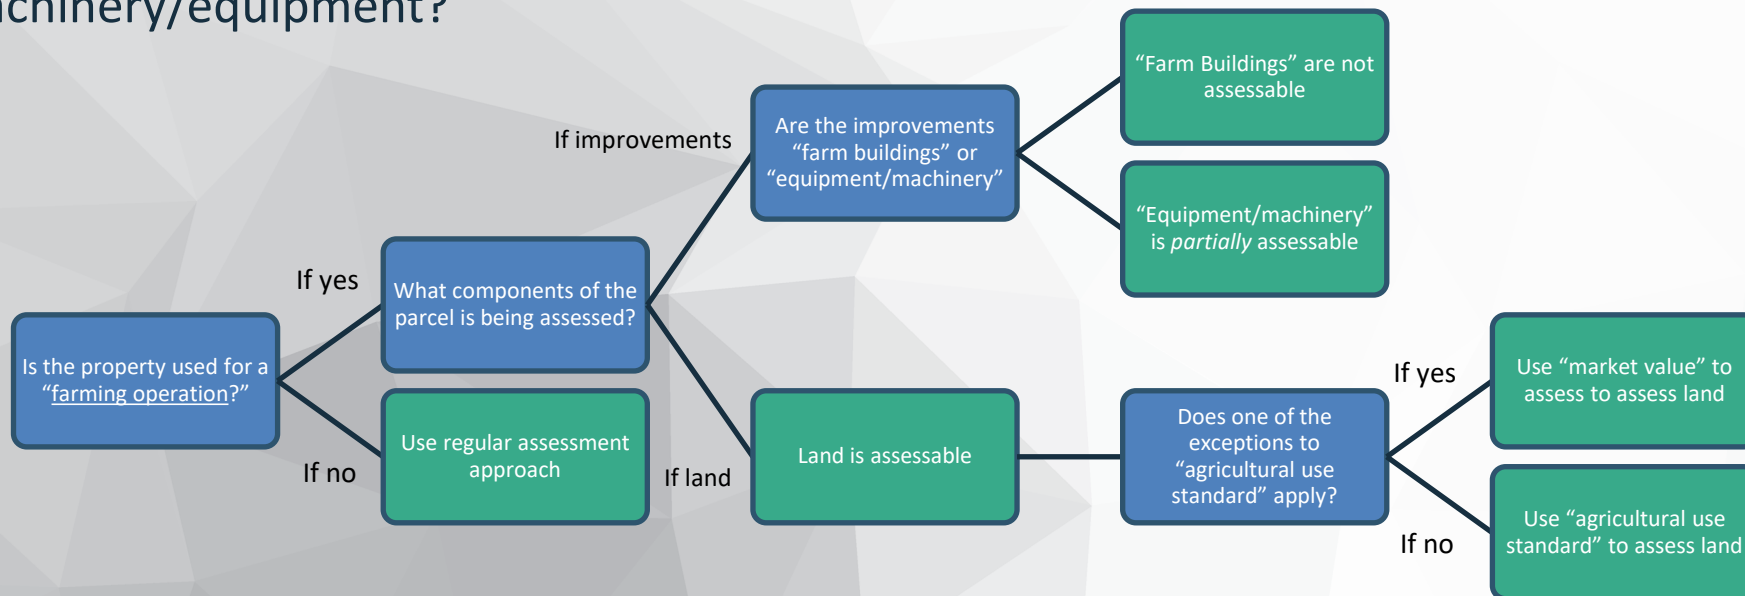 machinery/equipment?
"Farm Buildings" are not
assessable
If improvements
Are the improvements
"farm buildings" or
"equipment/machinery"
"Equipment/machinery"
is partially assessable
If yes
What components of the
parcel is being assessed?
Is the property used for a
"farming operation?"
If no
Use regular assessment
approach
If land
Land is assessable
Does one of the
exceptions to
"agricultural use
standard" apply?
If yes
Use "market value" to
assess to assess land
If no
Use "agricultural use
standard" to assess land